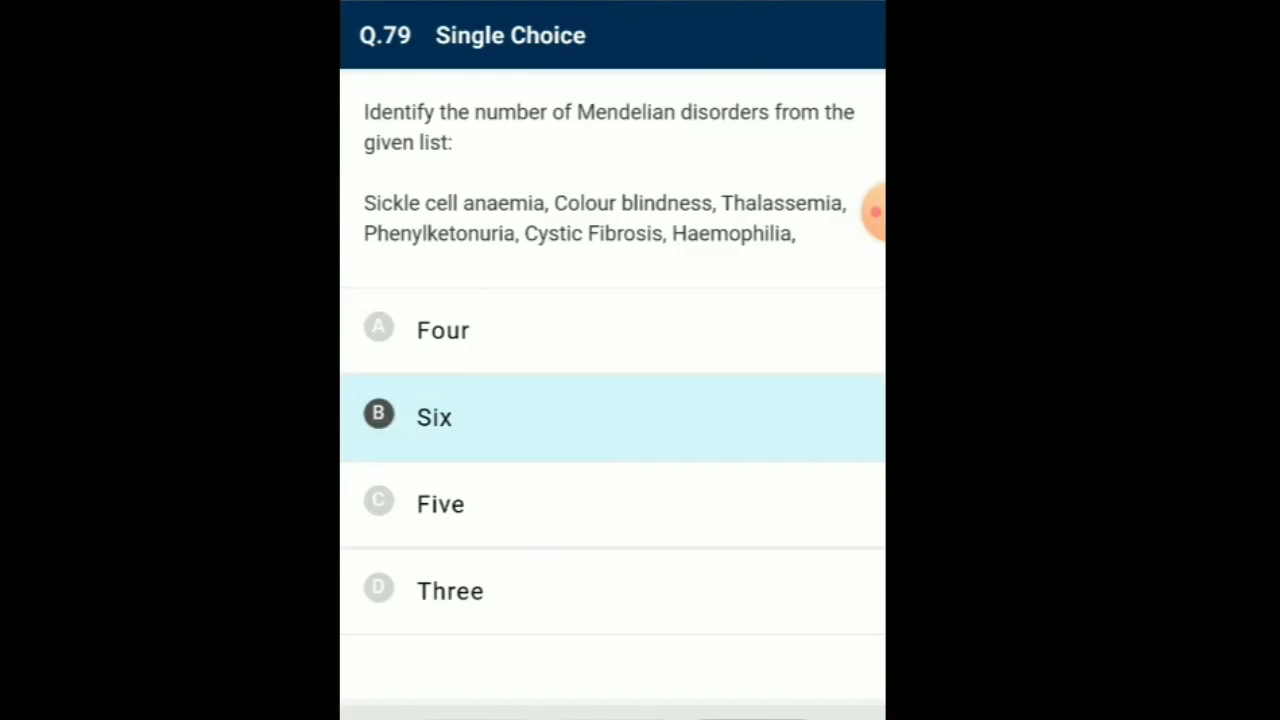 Q.79 Single Choice
Identify the number of Mendelian disorders from the
given list:
Sickle cell anaemia, Colour blindness, Thalassemia,
Phenylketonuria, Cystic Fibrosis, Haemophilia,
A Four
B Six
C Five
D Three